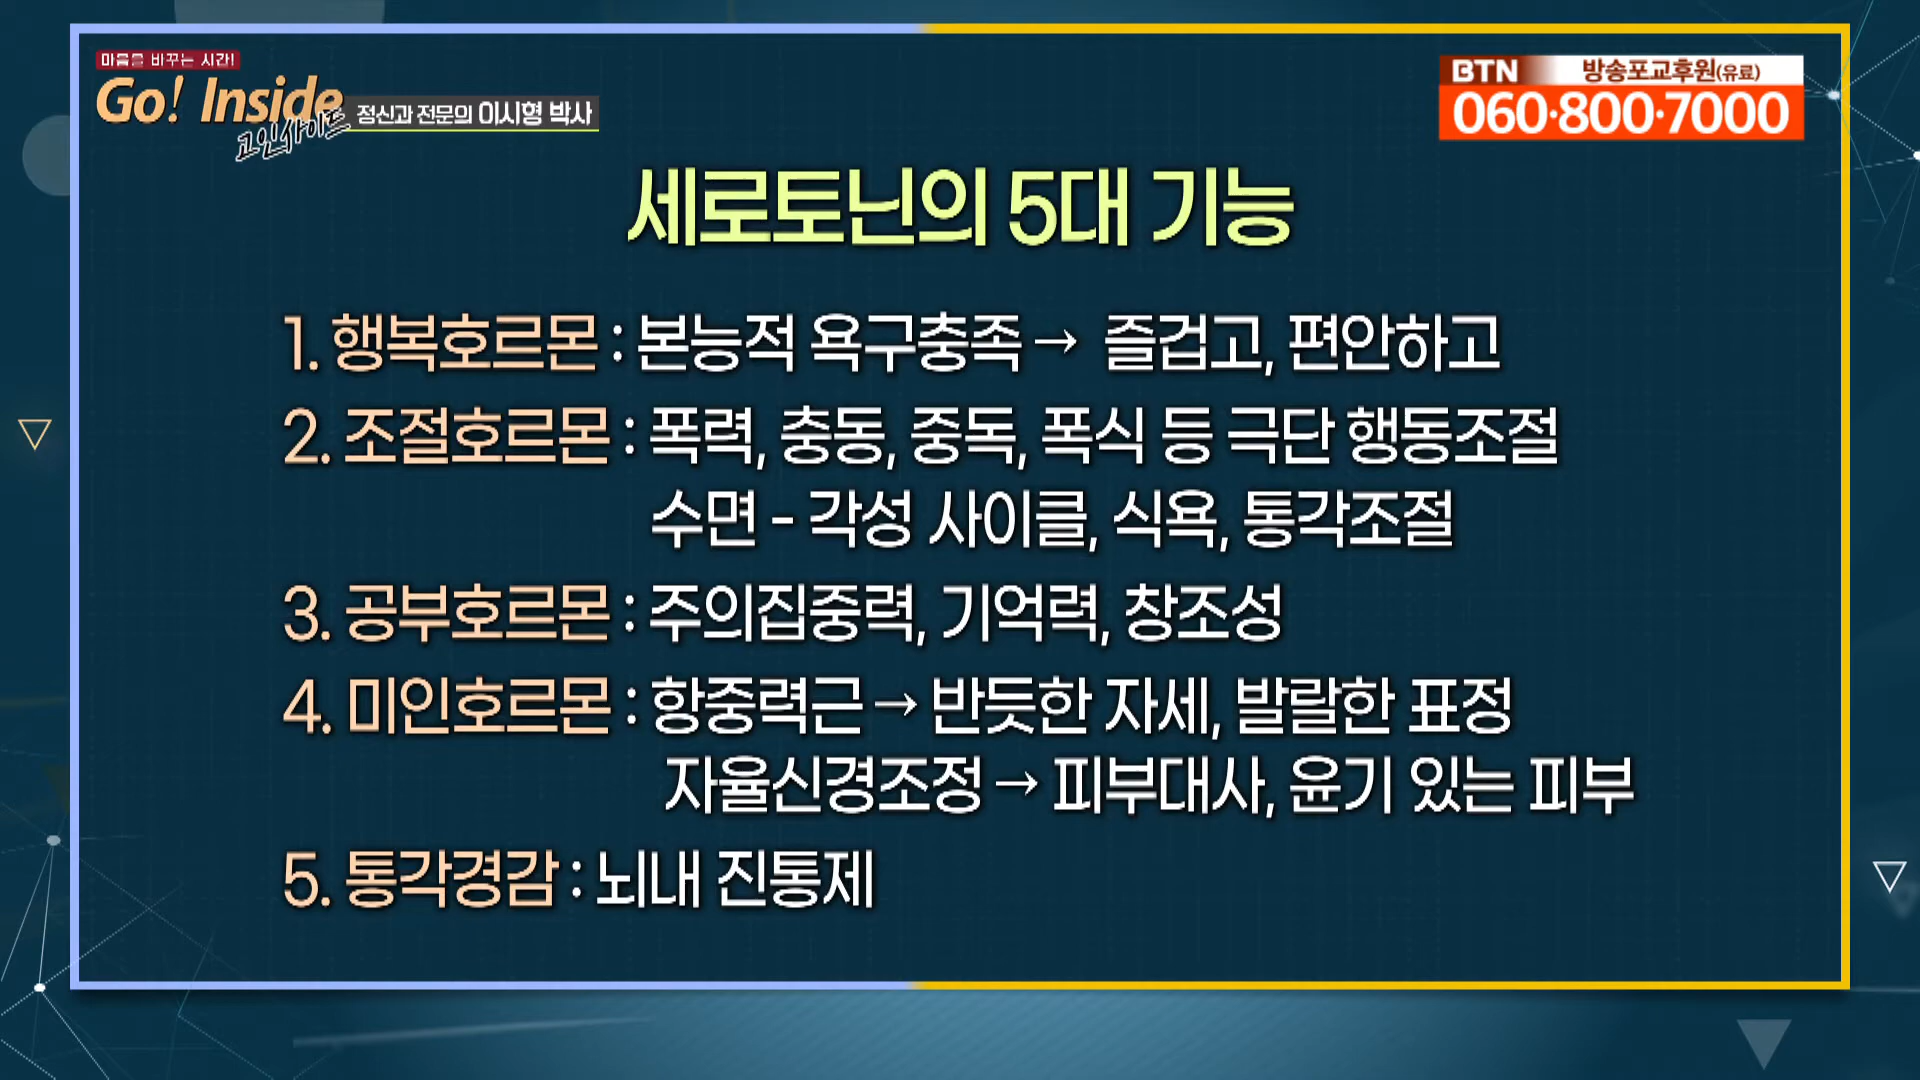 마음을 바꾸는 시간!
Go! Inside
고인사이드
정신과 전문의 이시형 박사
BTN 방송포교후원(유료)
060·800·7000
세로토닌의 5대 기능
1. 행복호르몬 : 본능적 욕구충족 → 즐겁고, 편안하고
2. 조절호르몬 : 폭력, 충동, 중독, 폭식 등 극단 행동조절
수면 - 각성 사이클, 식욕, 통각조절
3. 공부호르몬 : 주의집중력, 기억력, 창조성
4. 미인호르몬 : 항중력근 → 반듯한 자세, 발랄한 표정
자율신경조정 → 피부대사, 윤기 있는 피부
5. 통각경감 : 뇌내 진통제